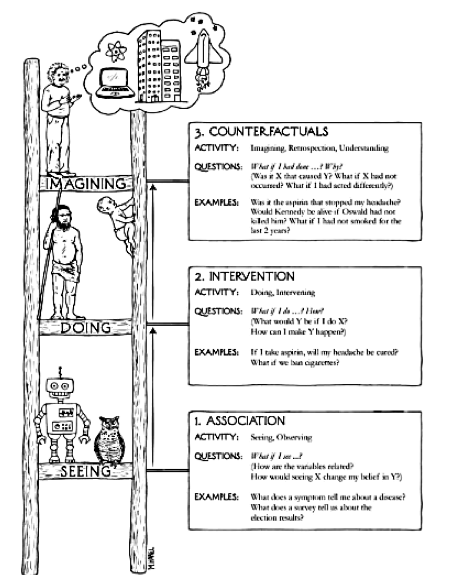 3. COUNTERFACTUALS
ACTIVITY: Imagining, Retrospection, Understanding
QUESTIONS: What if I had done ...? Why?
(Was it X that caused Y? What if X had not
occurred? What if I had acted differently?)
EXAMPLES: Was it the aspirin that stopped my headache?
Would Kennedy be alive if Oswald had not
killed him? What if I had not smoked for the
last 2 years?
IMAGINING
2. INTERVENTION
ACTIVITY: Doing, Intervening
QUESTIONS: What if I do ...? How?
(What would Y be if I do X?
How can I make Y happen?)
EXAMPLES: If I take aspirin, will my headache be cured?
What if we ban cigarettes?
DOING
1. ASSOCIATION
ACTIVITY: Seeing, Observing
QUESTIONS: What if I see ...?
(How are the variables related?
How would seeing X change my belief in Y?)
EXAMPLES: What does a symptom tell me about a disease?
What does a survey tell us about the
election results?
SEEING